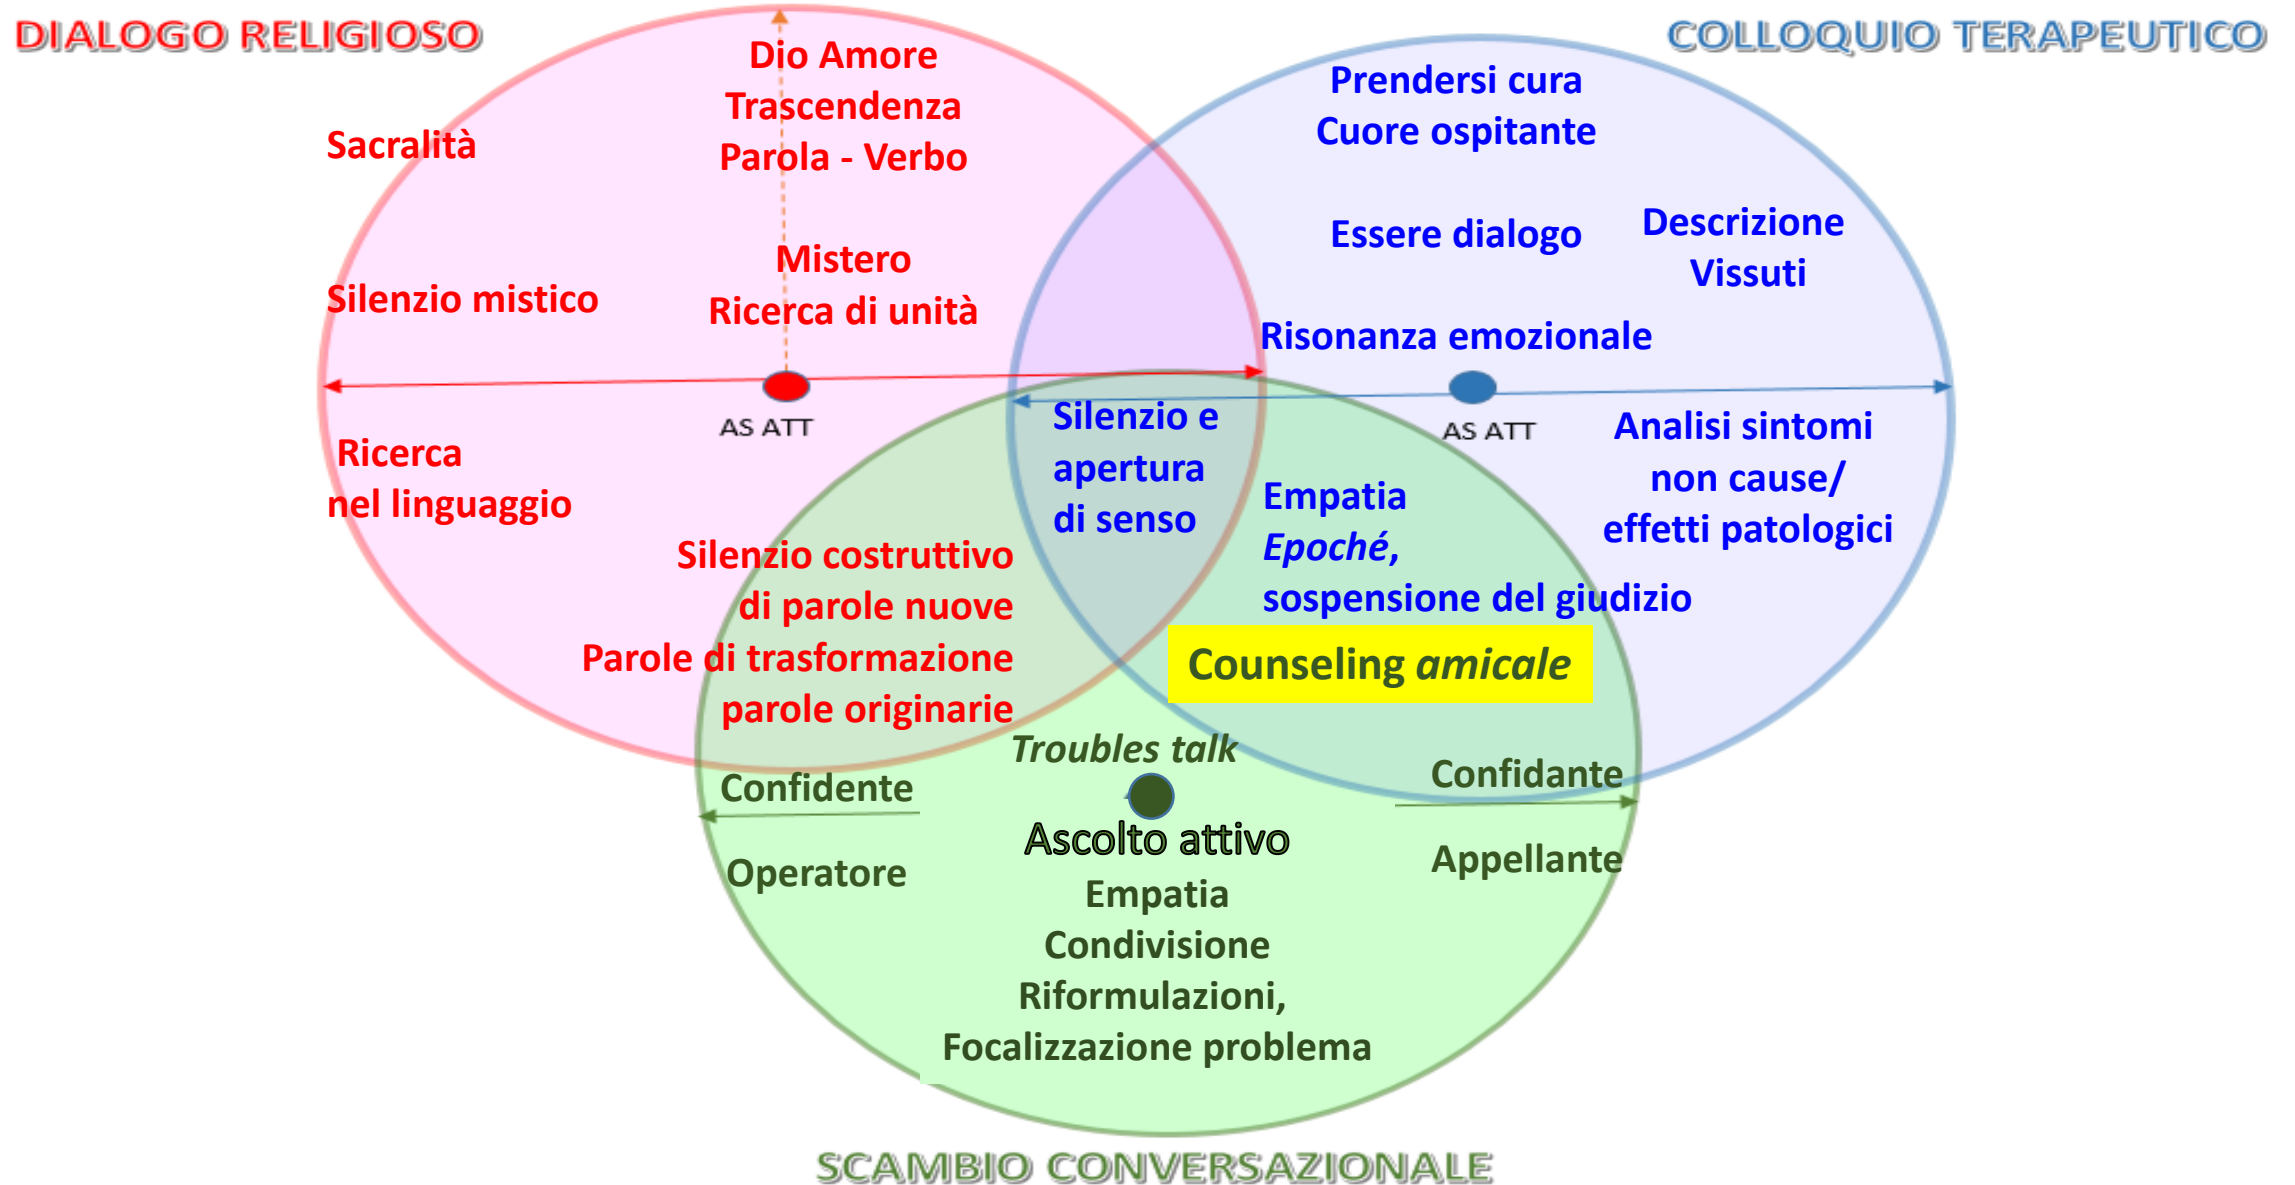 DIALOGO RELIGIOSO
COLLOQUIO TERAPEUTICO
Dio Amore
Trascendenza
Parola - Verbo
Sacralità
Mistero
Ricerca di unità
Silenzio mistico
AS ATT
Ricerca
nel linguaggio
Silenzio costruttivo
di parole nuove
Parole di trasformazione
parole originarie
Prendersi cura
Cuore ospitante
Essere dialogo
Descrizione
Vissuti
Risonanza emozionale
AS ATT
Silenzio e
apertura
di senso
Analisi sintomi
non cause/
effetti patologici
Empatia
Epoché,
sospensione del giudizio
Counseling amicale
Troubles talk
Confidente
Confidante
Ascolto attivo
Operatore
Appellante
Empatia
Condivisione
Riformulazioni,
Focalizzazione problema
SCAMBIO CONVERSAZIONALE